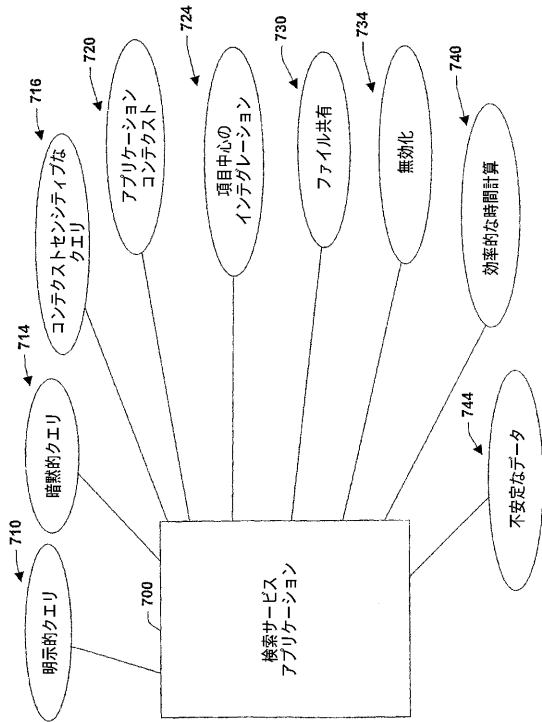 710
明示的クエリ
714
暗黙的クエリ
716
コンテクストセンシティブな
クエリ
720
アプリケーション
コンテクスト
724
項目中心の
インテグレーション
730
ファイル共有
734
無効化
740
効率的な時間計算
744
不安定なデータ
700
検索サービス
アプリケーション